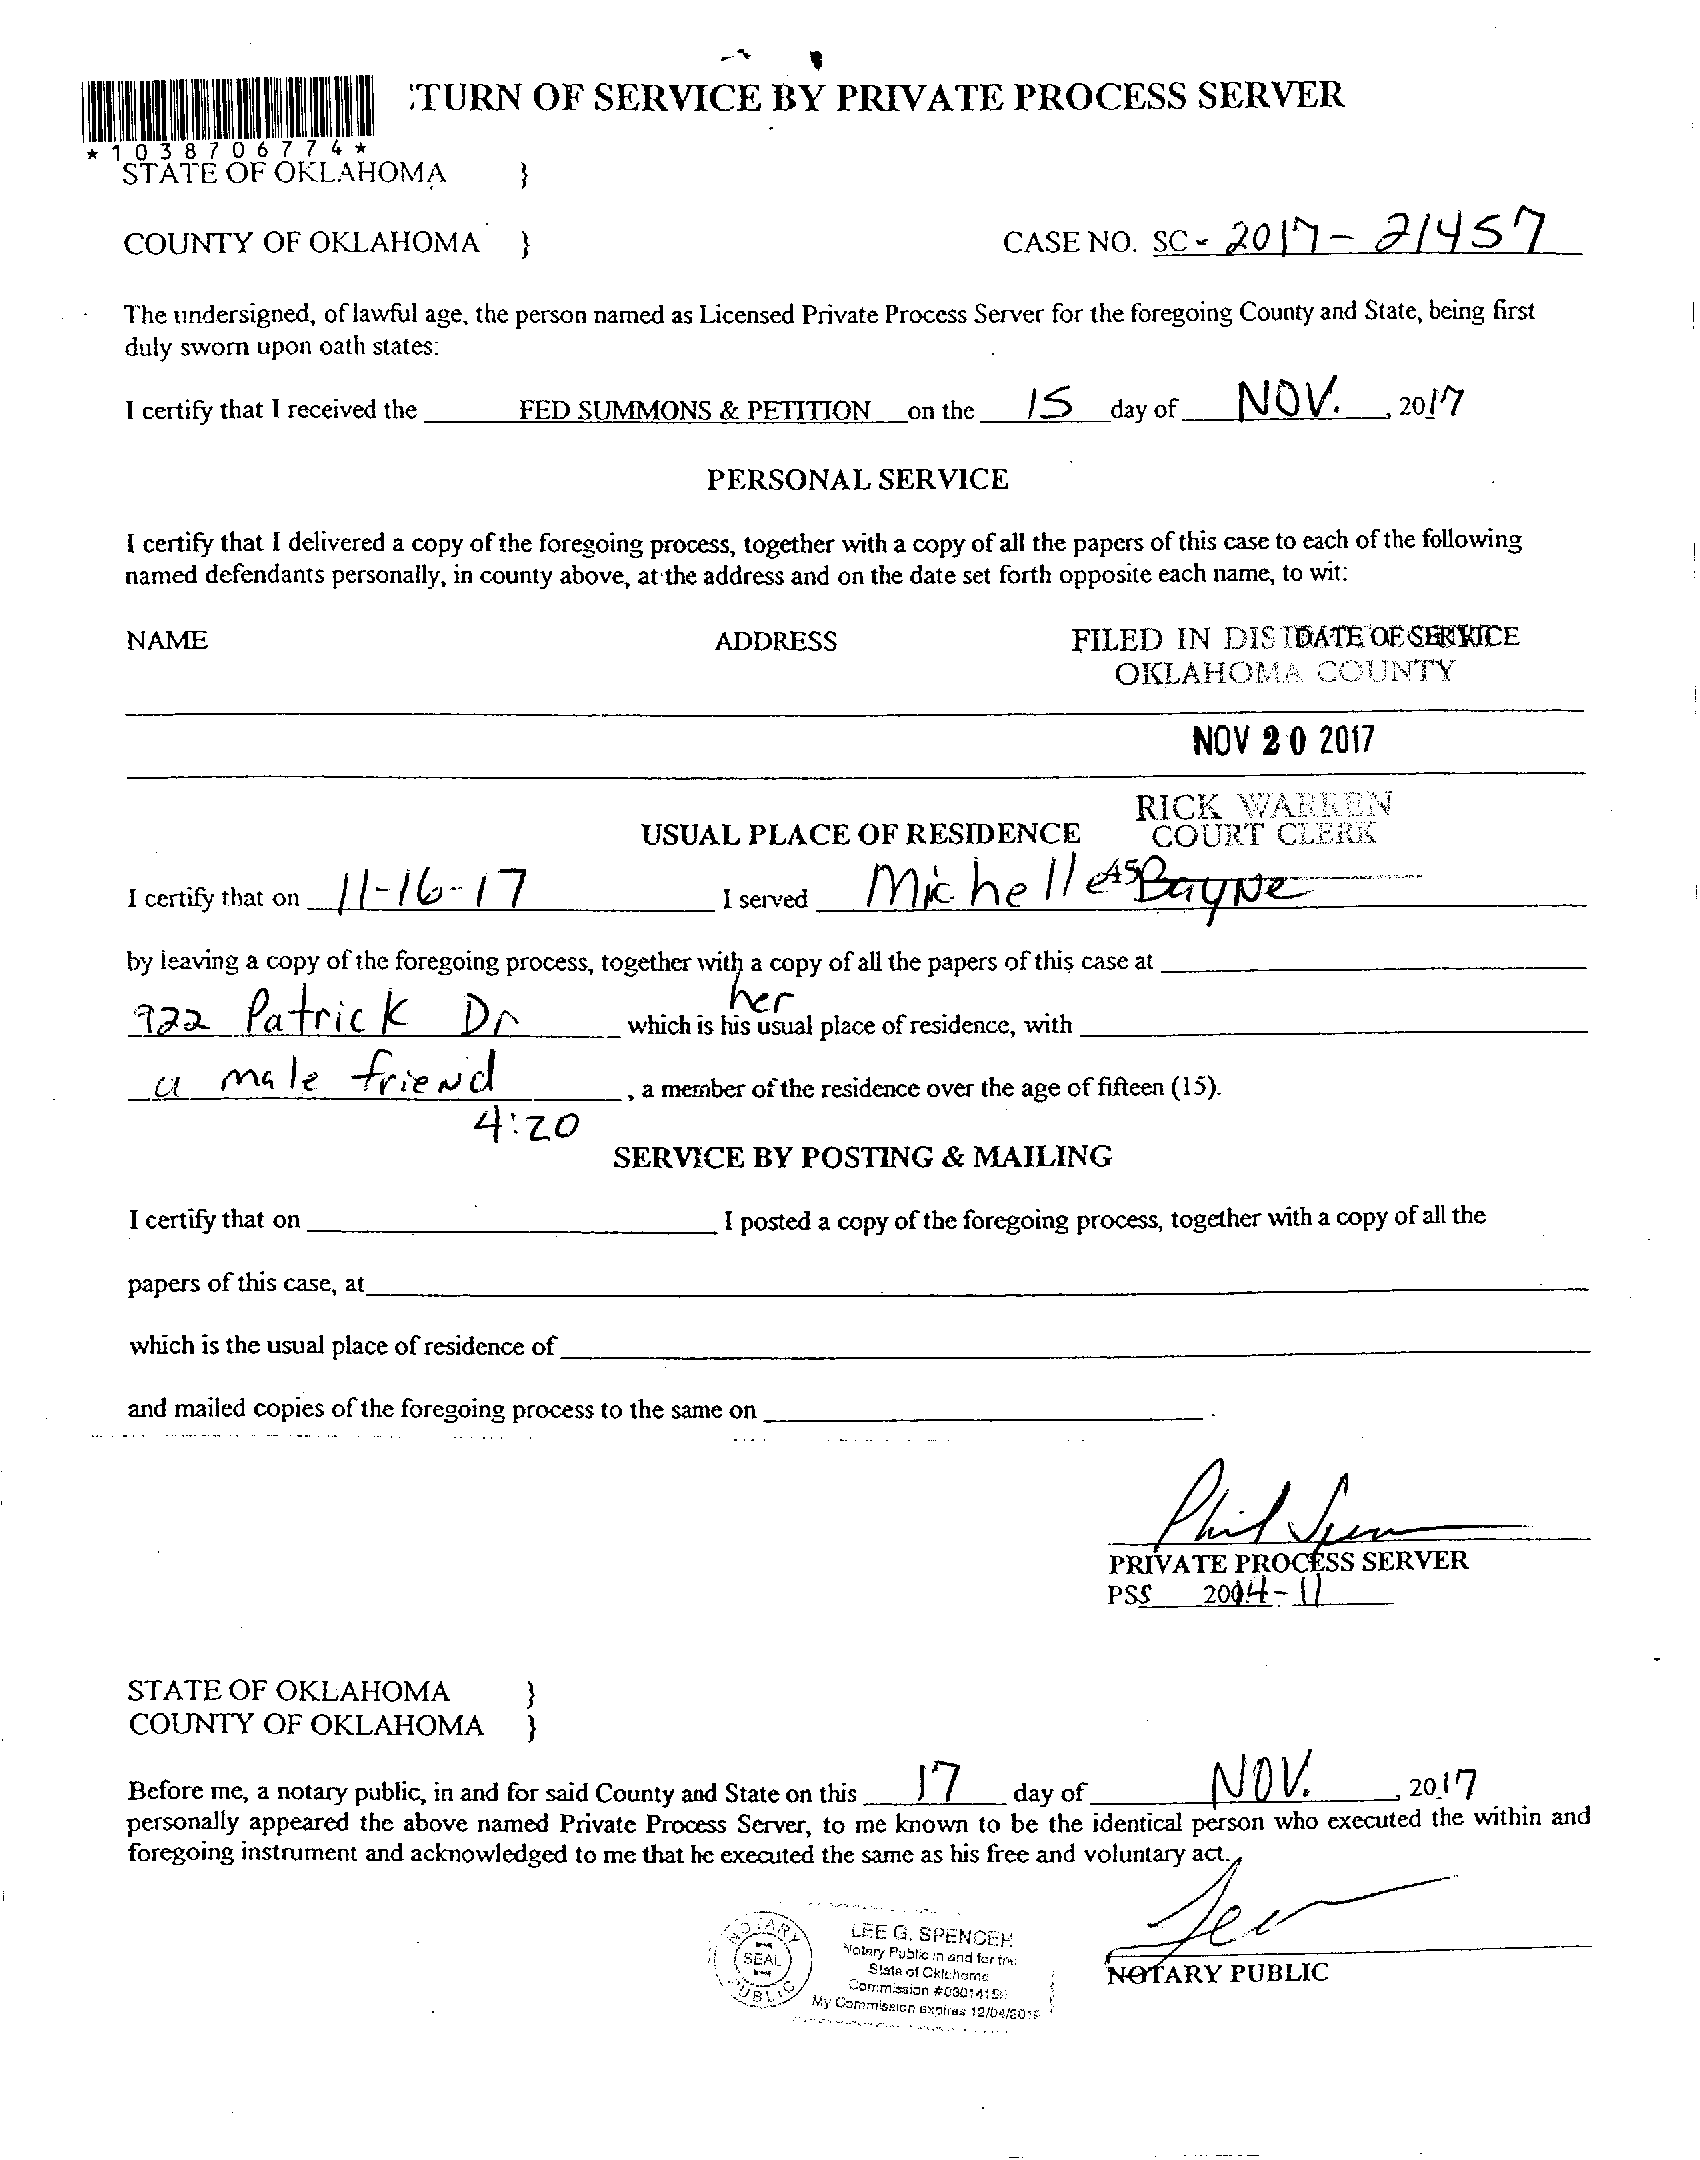 :TURN OF SERVICE BY PRIVATE PROCESS SERVER
*1038706774*
STATE OF OKLAHOMA }
COUNTY OF OKLAHOMA } CASE NO. SC - 2017 - 21457
The undersigned, of lawful age, the person named as Licensed Private Process Server for the foregoing County and State, being first
duly sworn upon oath states:
I certify that I received the FED SUMMONS & PETITION on the 15 day of NOV. , 2017
PERSONAL SERVICE
I certify that I delivered a copy of the foregoing process, together with a copy of all the papers of this case to each of the following
named defendants personally, in county above, at the address and on the date set forth opposite each name, to wit:
NAME ADDRESS DATE OF SERVICE
FILED IN DIST
OKLAHOMA COUNTY
NOV 20 2017
RICK WARREN
COURT CLERK
USUAL PLACE OF RESIDENCE
I certify that on 11-16-17 I served Michelle Bayne
by leaving a copy of the foregoing process, together with a copy of all the papers of this case at
her
922 Patrick Dr which is his usual place of residence, with
a male friend , a member of the residence over the age of fifteen (15).
4:20
SERVICE BY POSTING & MAILING
I certify that on I posted a copy of the foregoing process, together with a copy of all the
papers of this case, at
which is the usual place of residence of
and mailed copies of the foregoing process to the same on .
Phil
PRIVATE PROCESS SERVER
PSS 2004-11
STATE OF OKLAHOMA }
COUNTY OF OKLAHOMA }
Before me, a notary public, in and for said County and State on this 17 day of NOV. , 2017
personally appeared the above named Private Process Server, to me known to be the identical person who executed the within and
foregoing instrument and acknowledged to me that he executed the same as his free and voluntary act.
NOTARY PUBLIC
NOTARY
SEAL
PUBLIC
LEE G. SPENCER
Notary Public in and for the
State of Oklahoma
Commission
My Commission expires